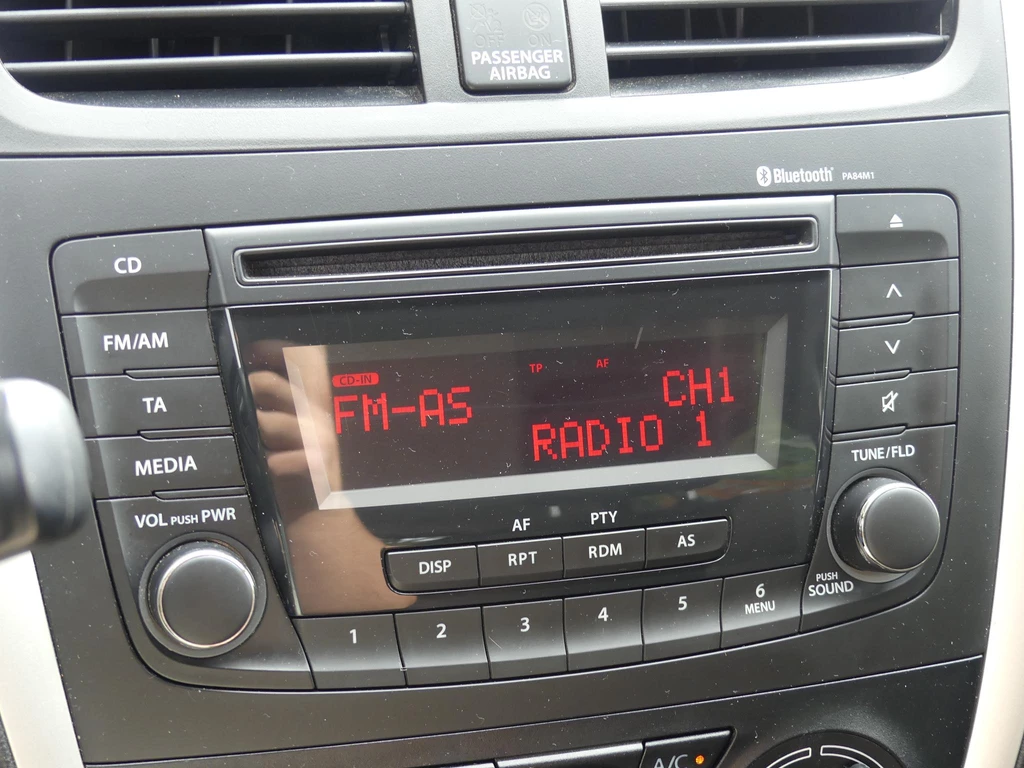 OFF ON
PASSENGER
AIRBAG
Bluetooth PA84M1
CD
FM/AM
TA
MEDIA
VOL PUSH PWR
CD-IN TP AF
FM-AS CH1
RADIO 1
TUNE/FLD
PUSH
SOUND
AF PTY
DISP RPT RDM AS
1 2 3 4 5 6
MENU
A/C